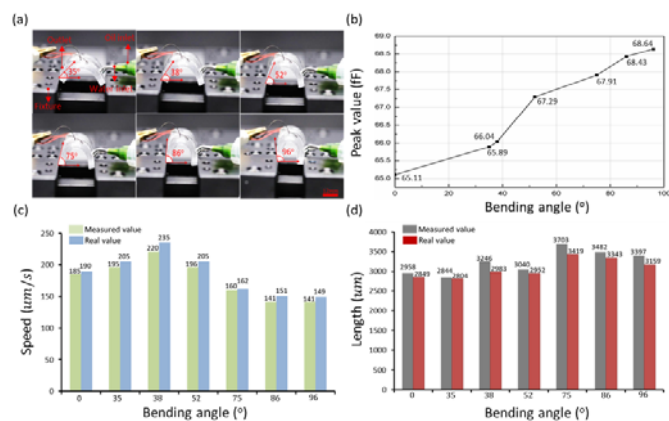 (a)
35°
38°
52°
Fixture
75°
86°
96°
(b)
Peak value (fF)
69.0
68.5
68.0
67.5
67.0
66.5
66.0
65.5
65.0
65.11
66.04
65.89
67.29
67.91
68.43
68.64
0 20 40 60 80 100
Bending angle (°)
(c)
Measured value
Real value
Speed (um/s)
250
200
150
100
50
0
185 190
195 205
220 235
196 205
160 162
141 151
141 149
0 35 38 52 75 86 96
Bending angle (°)
(d)
Measured value
Real value
Length (um)
4000
3500
3000
2500
2000
1500
1000
500
0
2958 2849
2844 2804
3246 2983
3040 2952
3703 3419
3482 3343
3397 3159
0 35 38 52 75 86 96
Bending angle (°)